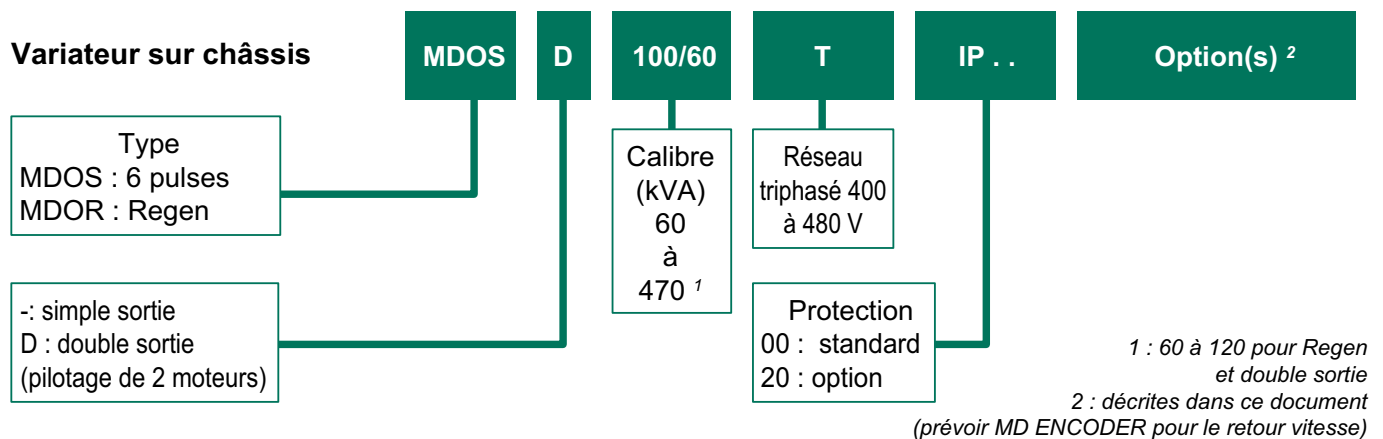 Variateur sur châssis
MDOS
D
100/60
T
IP . .
Option(s) ²
Type
MDOS : 6 pulses
MDOR : Regen
-: simple sortie
D : double sortie
(pilotage de 2 moteurs)
Calibre
(kVA)
60
à
470 ¹
Réseau
triphasé 400
à 480 V
Protection
00 : standard
20 : option
1 : 60 à 120 pour Regen
et double sortie
2 : décrites dans ce document
(prévoir MD ENCODER pour le retour vitesse)